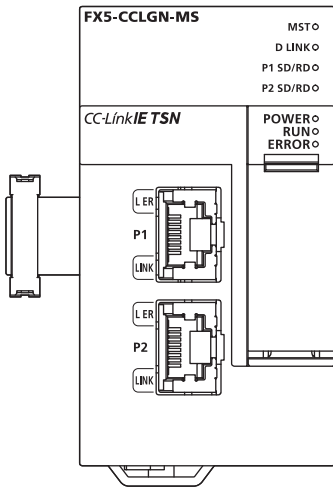 FX5-CCLGN-MS
MST
D LINK
P1 SD/RD
P2 SD/RD
CC-Link IE TSN
POWER
RUN
ERROR
L ER
P1
LINK
L ER
P2
LINK